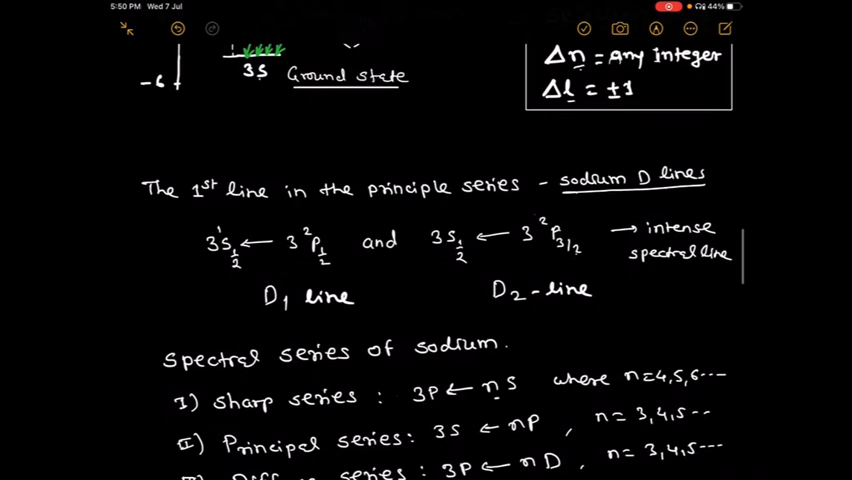 5:50 PM Wed 7 Jul
44%
3S Ground state
-6
Δn = Any integer
Δl = ±1
The 1st line in the principle series - sodium D lines
3¹S½ ← 3²P½ and 3S½ ← 3²P3/2 → intense spectral line
D1 line D2-line
Spectral series of sodium.
I) Sharp series : 3P ← nS where n=4,5,6...
II) Principal series: 3S ← nP, n= 3,4,5...
series : 3P ← nD, n= 3,4,5...